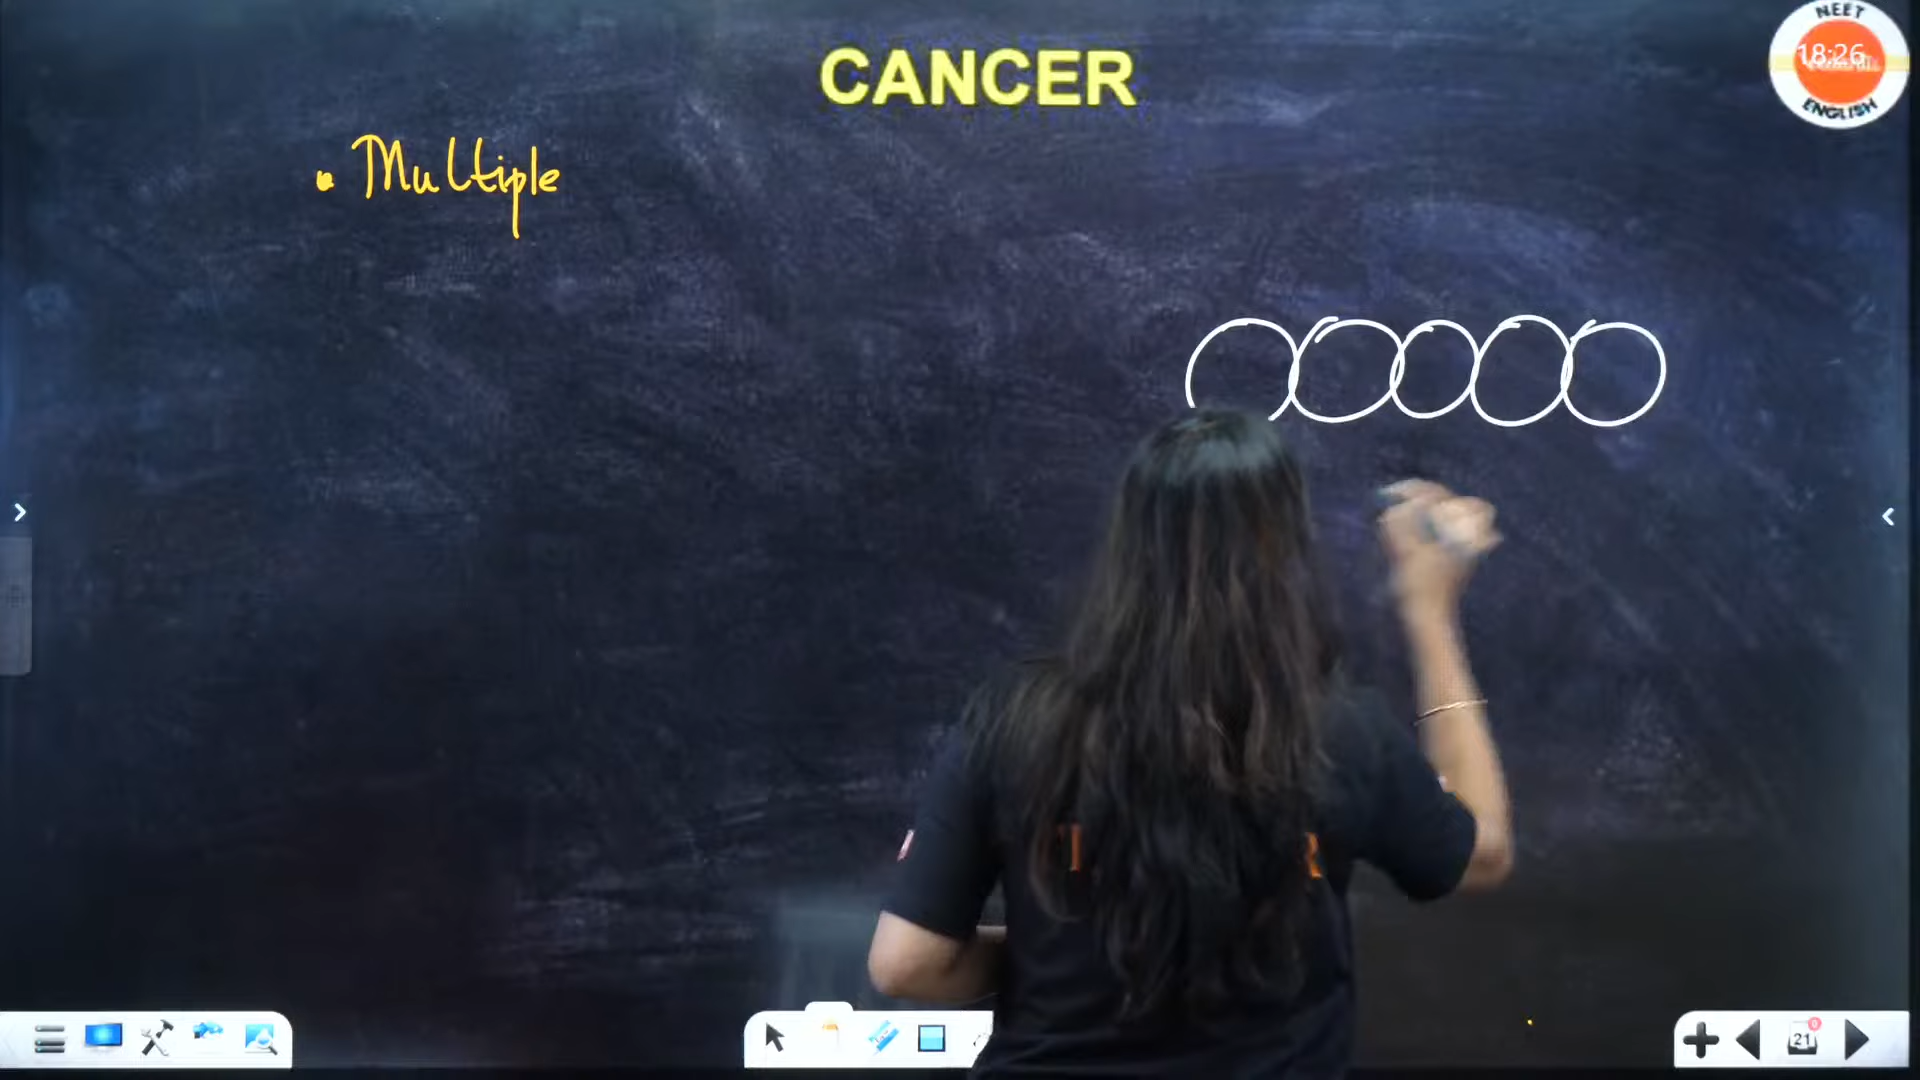 CANCER
NEET
18:26
ENGLISH
• Multiple
21